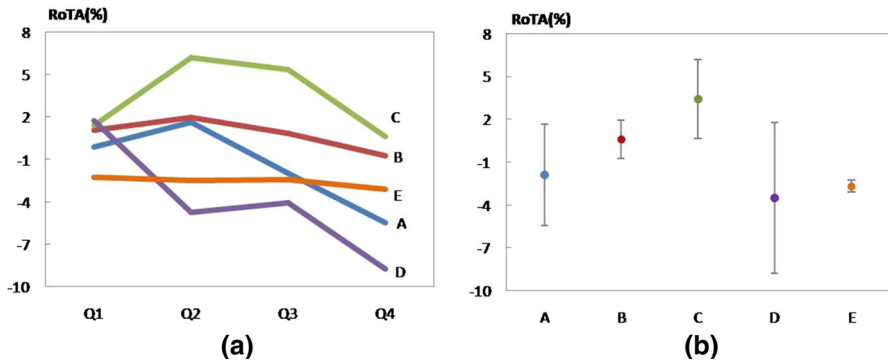 RoTA(%)
8
5
2
-1
-4
-7
-10
C
B
E
A
D
Q1 Q2 Q3 Q4
(a)
RoTA(%)
8
5
2
-1
-4
-7
-10
A B C D E
(b)